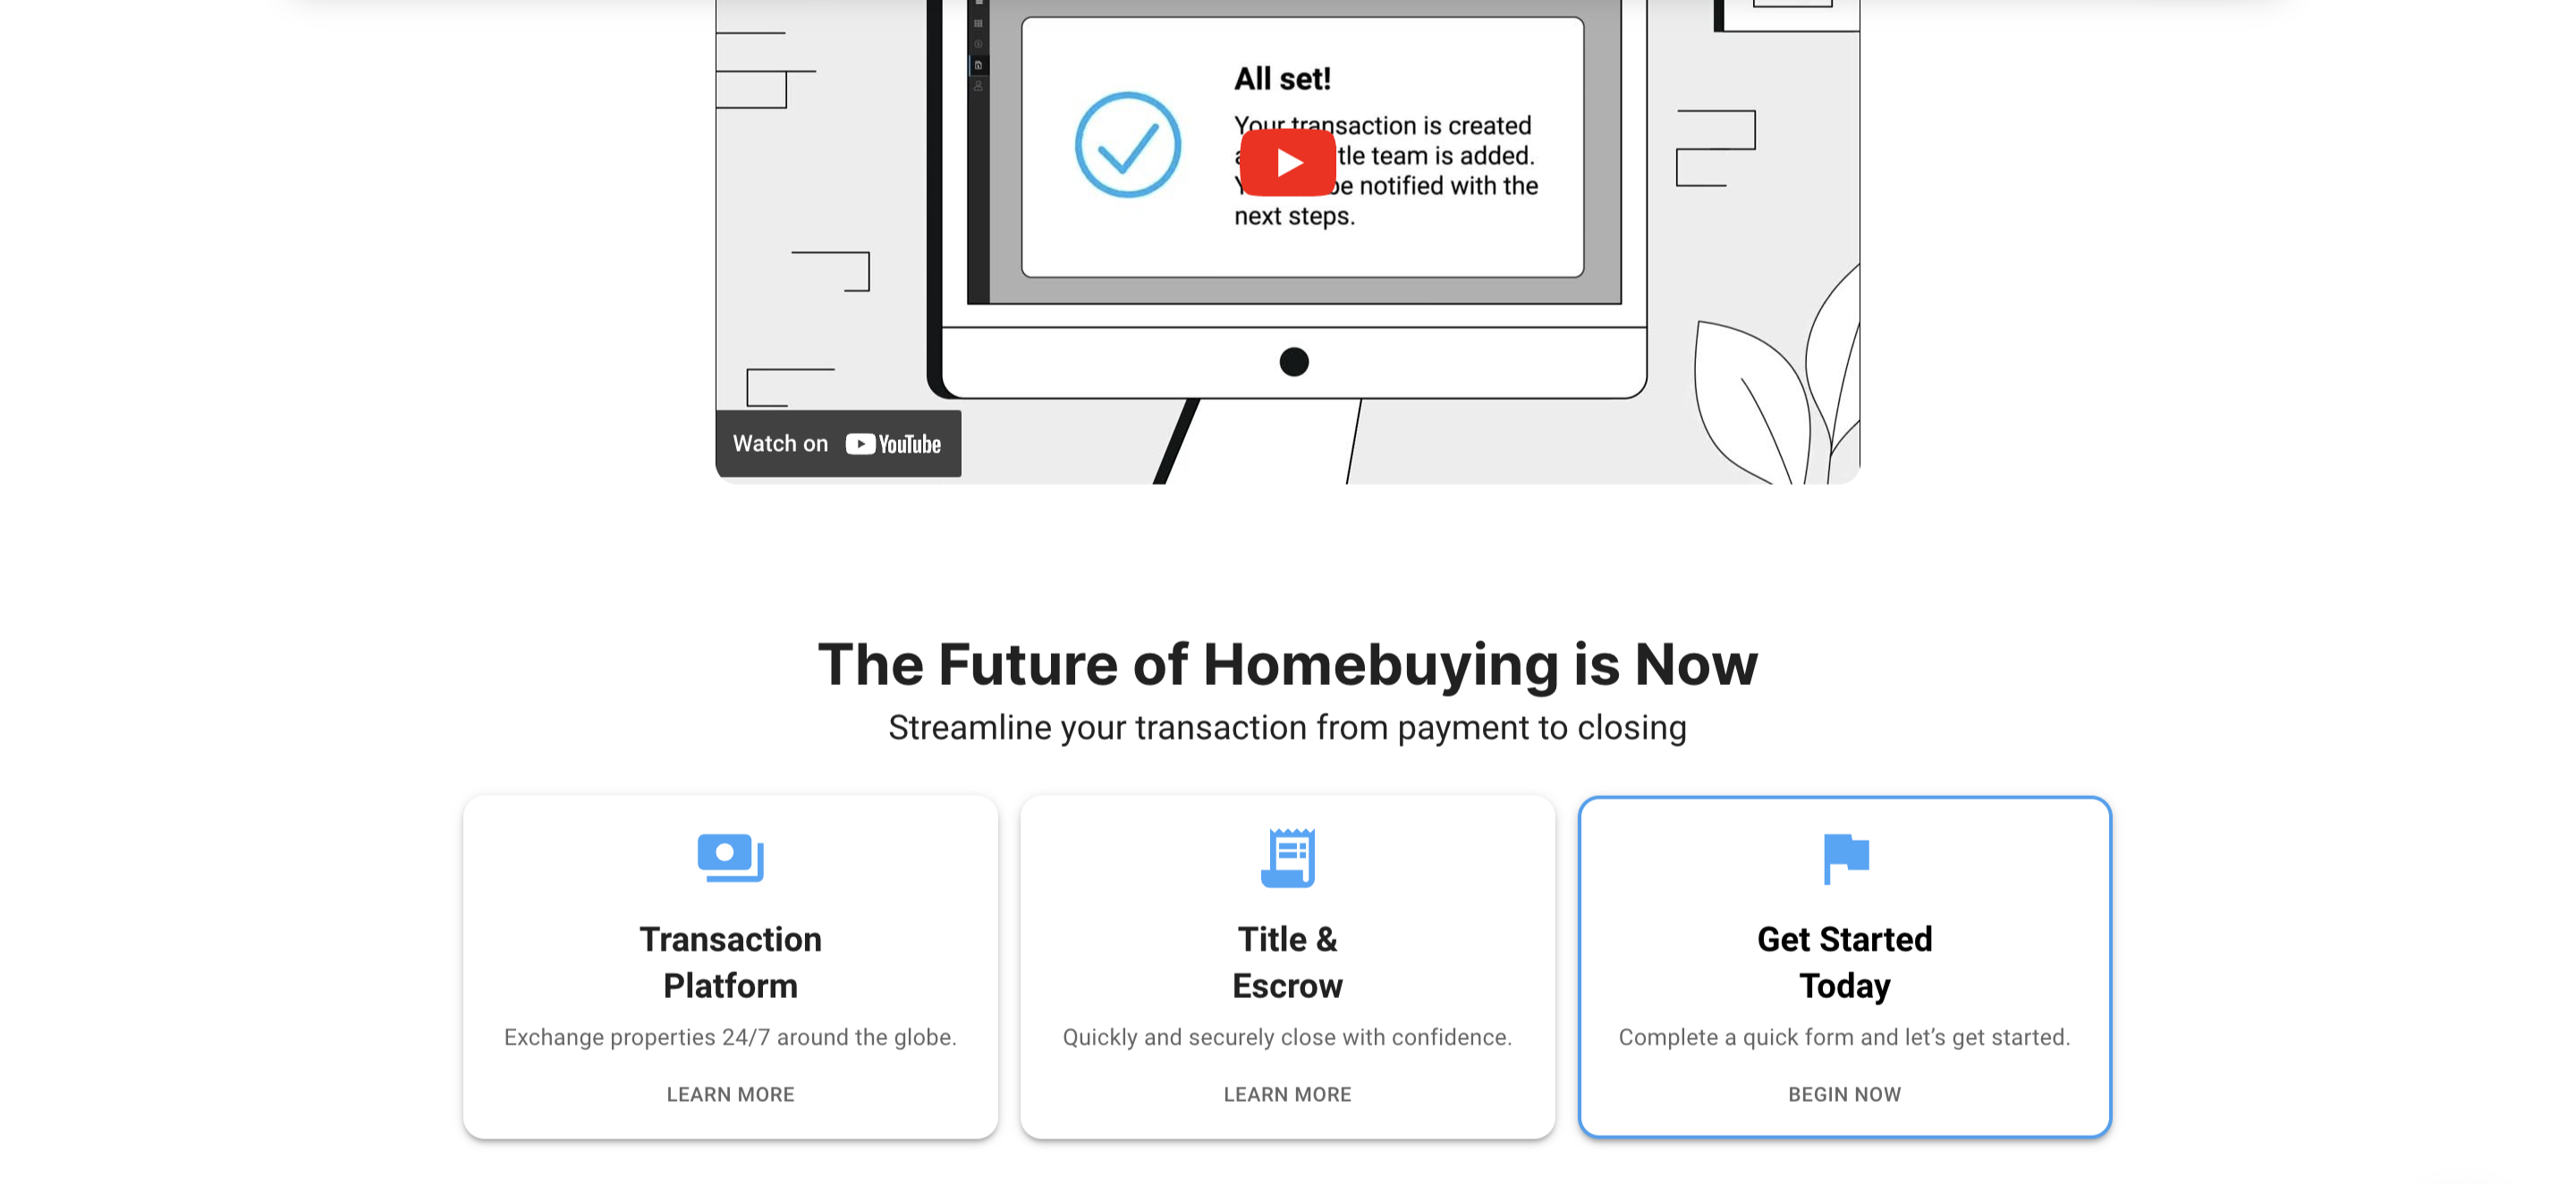 All set!
Your transaction is created
team is added.
be notified with the
next steps.
Watch on YouTube
The Future of Homebuying is Now
Streamline your transaction from payment to closing
Transaction
Platform
Exchange properties 24/7 around the globe.
LEARN MORE
Title &
Escrow
Quickly and securely close with confidence.
LEARN MORE
Get Started
Today
Complete a quick form and let’s get started.
BEGIN NOW